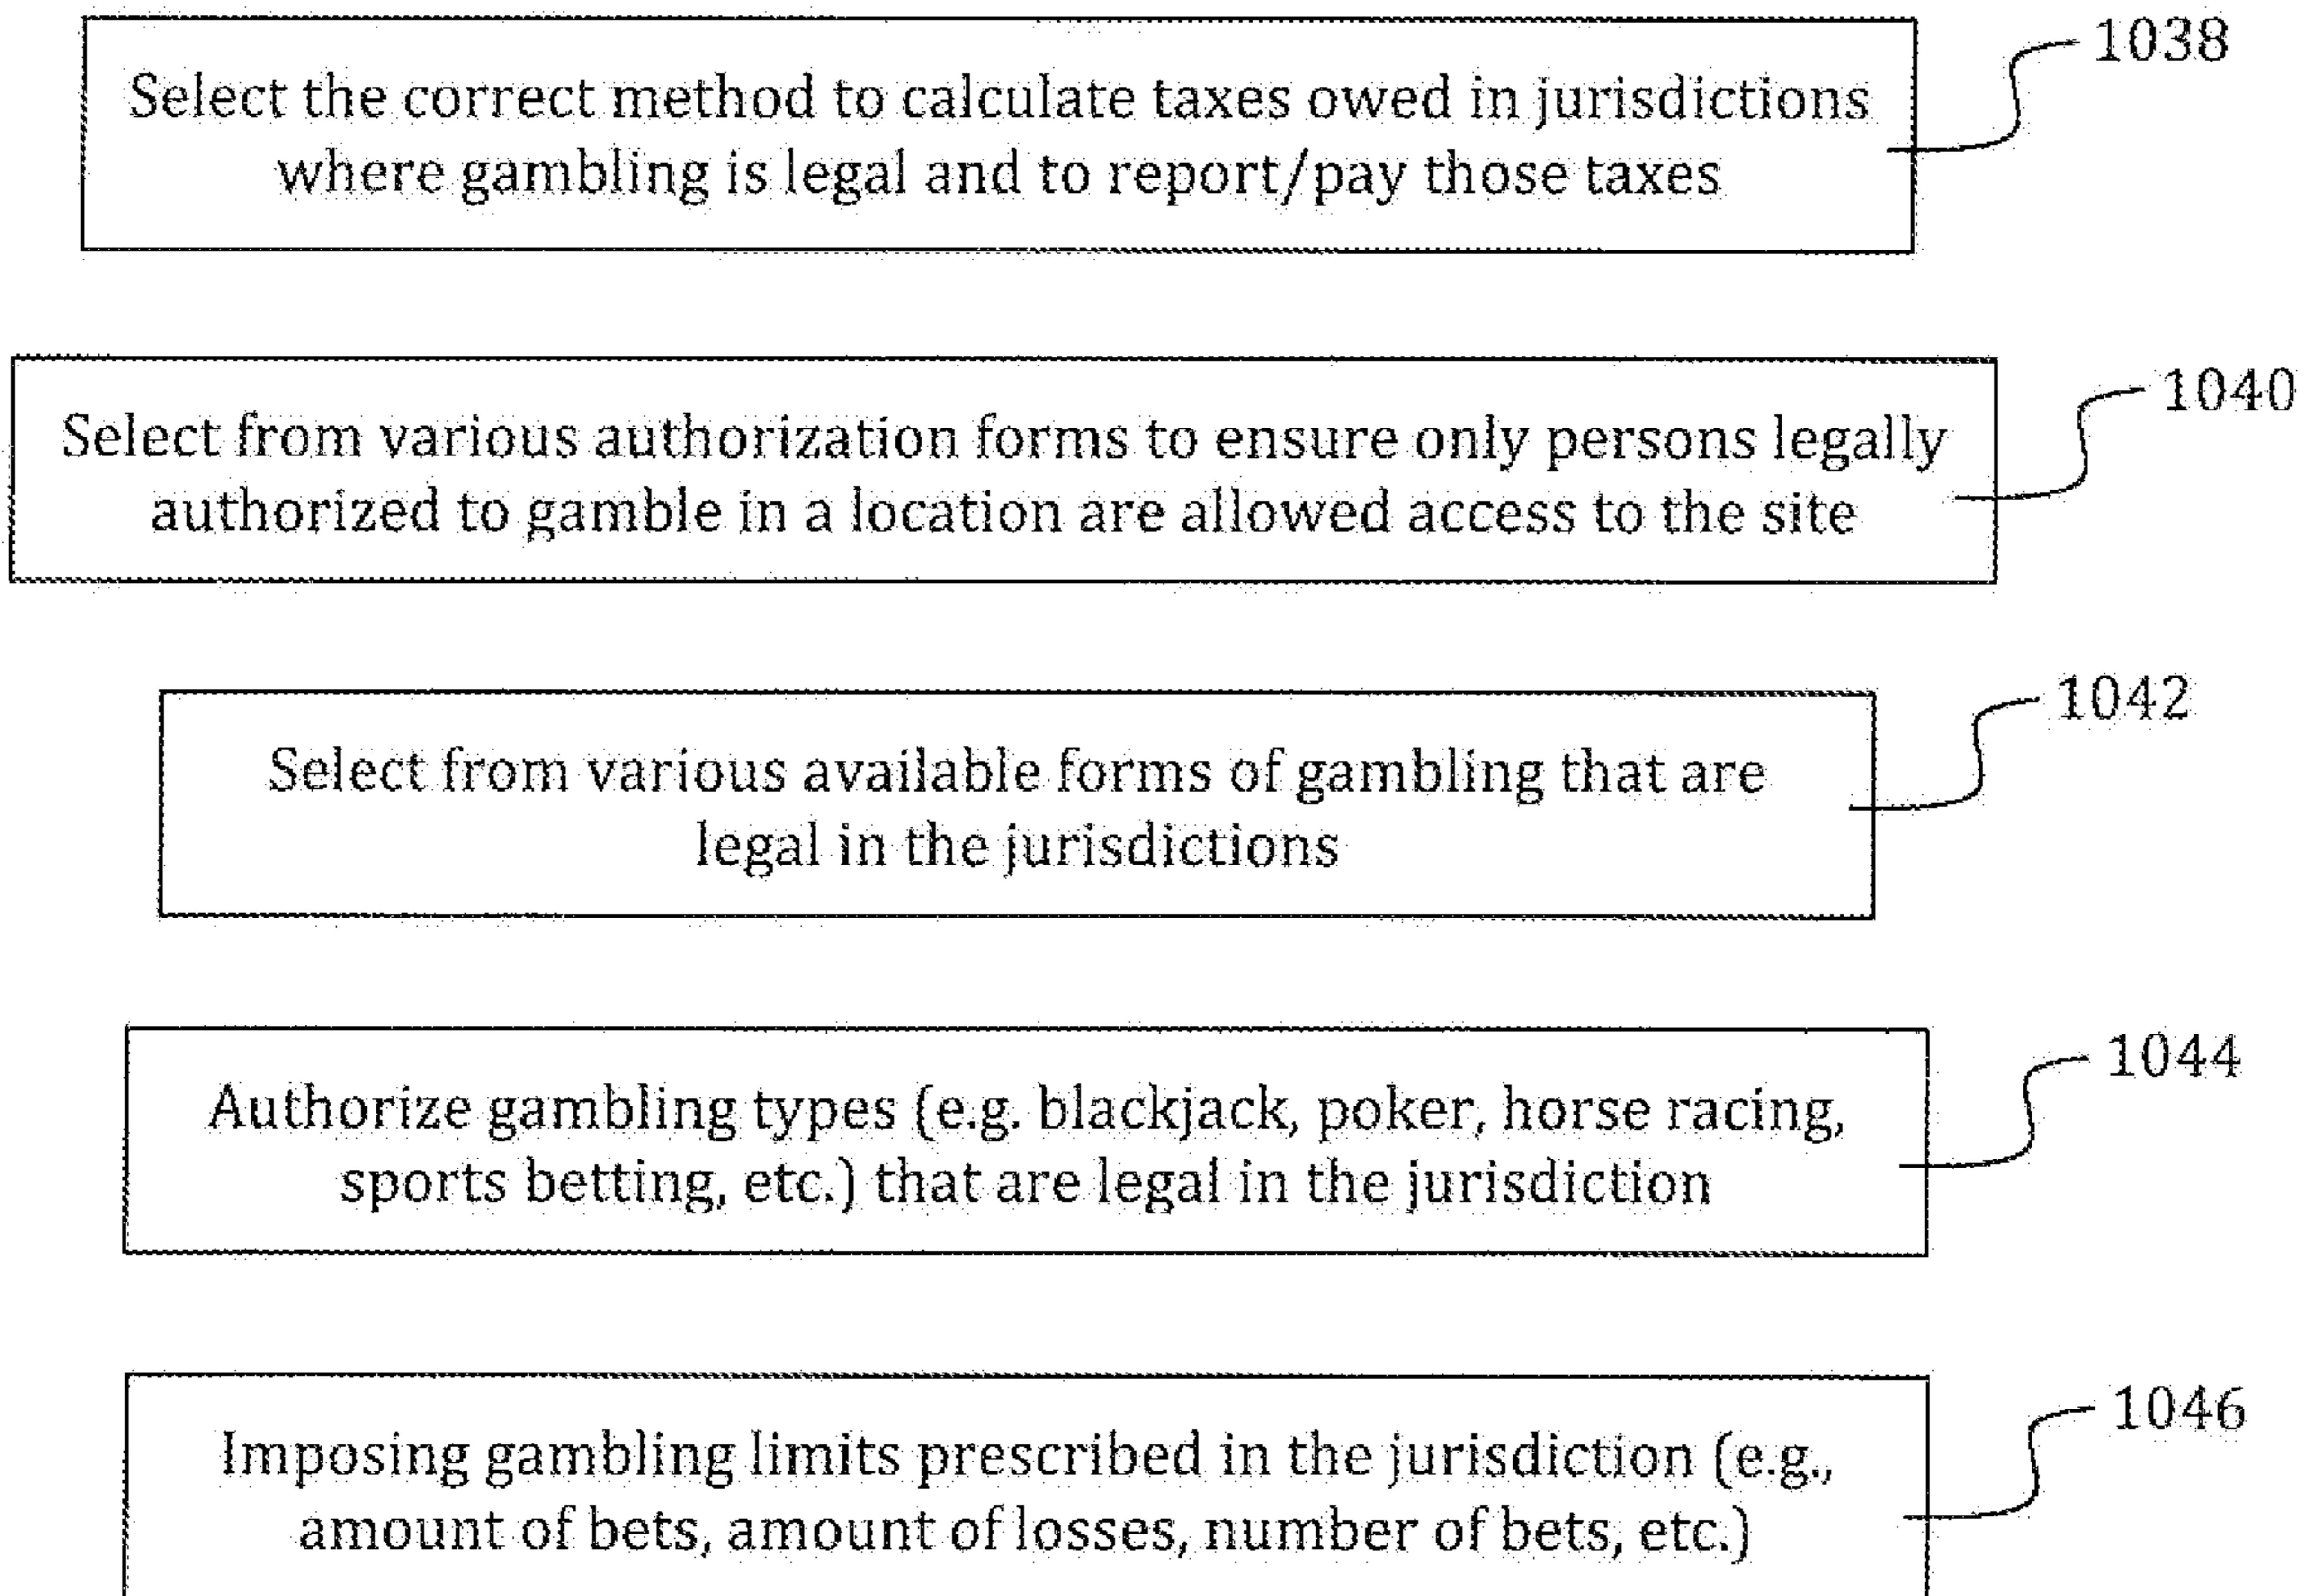 1038
Select the correct method to calculate taxes owed in jurisdictions
where gambling is legal and to report/pay those taxes
1040
Select from various authorization forms to ensure only persons legally
authorized to gamble in a location are allowed access to the site
1042
Select from various available forms of gambling that are
legal in the jurisdictions
1044
Authorize gambling types (e.g. blackjack, poker, horse racing,
sports betting, etc.) that are legal in the jurisdiction
1046
Imposing gambling limits prescribed in the jurisdiction (e.g.,
amount of bets, amount of losses, number of bets, etc.)